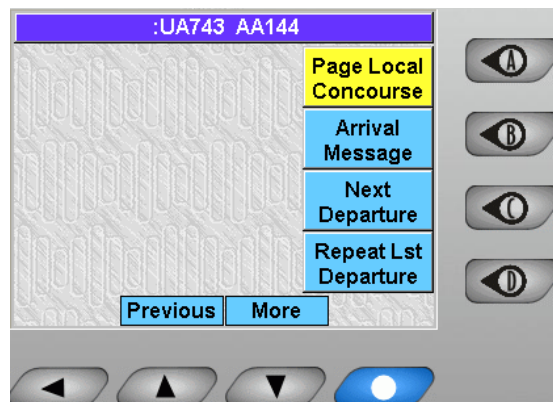 :UA743 AA144
Page Local
Concourse
Arrival
Message
Next
Departure
Repeat Lst
Departure
Previous More
A
B
C
D